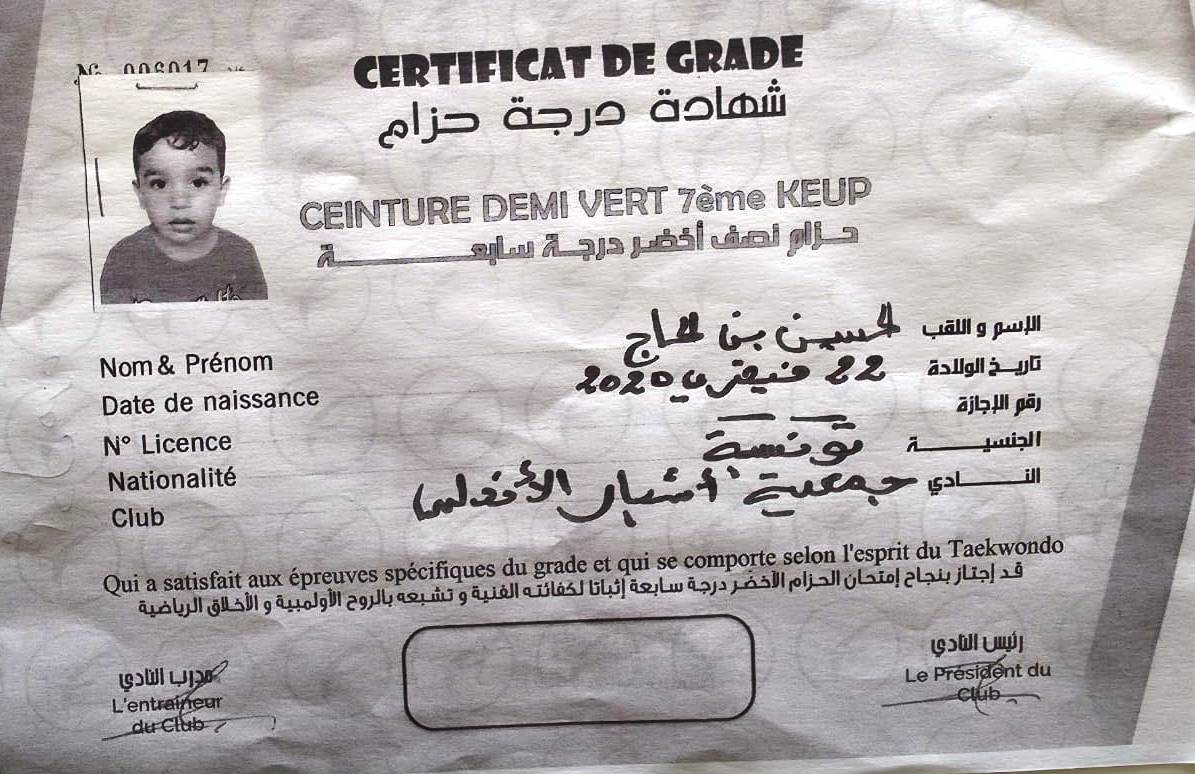 Nº 006017
CERTIFICAT DE GRADE
شهادة درجة حزام
CEINTURE DEMI VERT 7ème KEUP
حزام نصف أخضر درجة سابعة
الإسم و اللقب لحسين بن الحاج
Nom & Prénom
تاريخ الولادة 22 فيفري 2020
Date de naissance
رقم الإجازة
N° Licence
الجنسية تونسية
Nationalité
النادي جمعية أشبال الأندلس
Club
Qui a satisfait aux épreuves spécifiques du grade et qui se comporte selon l'esprit du Taekwondo
قد إجتاز بنجاح إمتحان الحزام الأخضر درجة سابعة إثباتا لكفائته الفنية و تشبعه بالروح الأولمبية و الأخلاق الرياضية
رئيس النادي
Le Président du
Club
مدرب النادي
L'entraineur
du Club